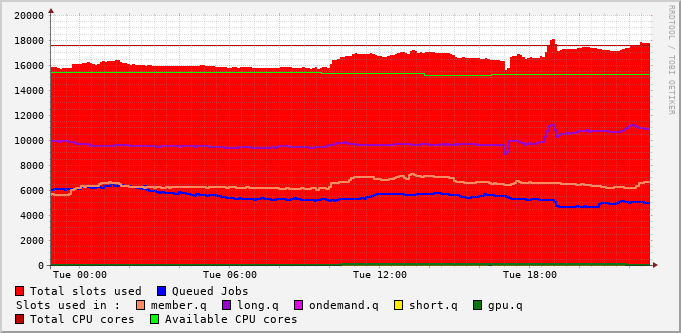 20000
18000
16000
14000
12000
10000
8000
6000
4000
2000
0
Tue 00:00 Tue 06:00 Tue 12:00 Tue 18:00
Total slots used Queued Jobs
Slots used in : member.q long.q ondemand.q short.q gpu.q
Total CPU cores Available CPU cores
RRDTOOL / TOBI OETIKER